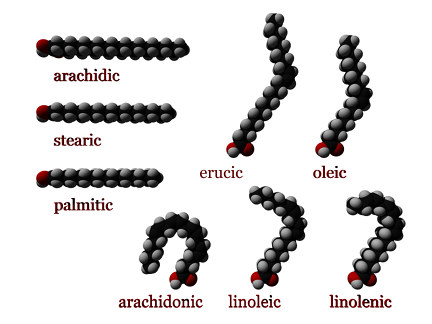 arachidic
stearic
palmitic
erucic
oleic
arachidonic
linoleic
linolenic